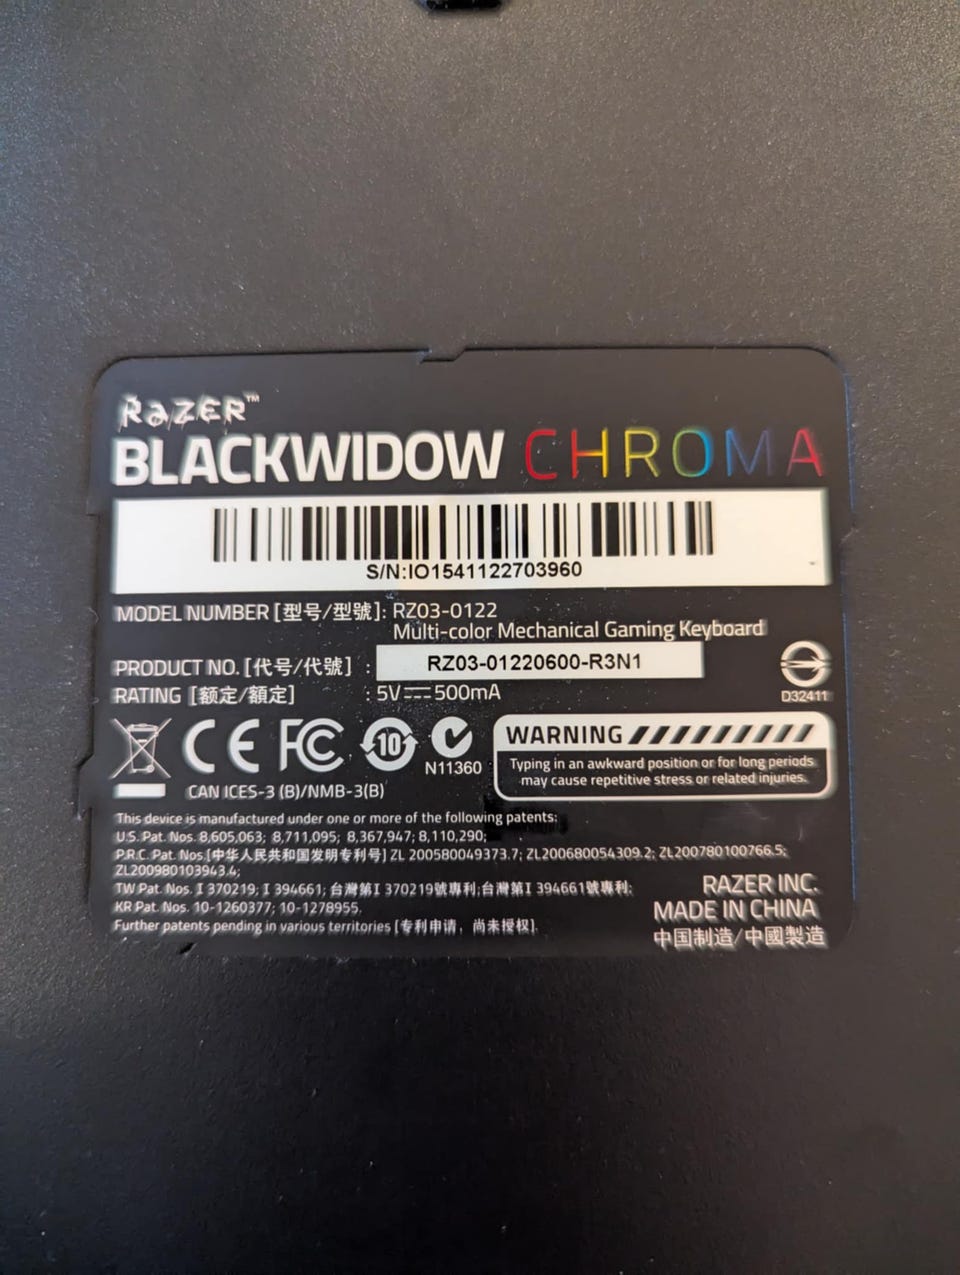 RAZER™
BLACKWIDOW CHROMA
S/N:IO1541122703960
MODEL NUMBER [型号/型號]: RZ03-0122
Multi-color Mechanical Gaming Keyboard
PRODUCT NO. [代号/代號] : RZ03-01220600-R3N1
RATING [额定/額定] : 5V⎓500mA
D32411
CE FC 10 N11360
CAN ICES-3 (B)/NMB-3(B)
WARNING
Typing in an awkward position or for long periods
may cause repetitive stress or related injuries.
This device is manufactured under one or more of the following patents:
U.S. Pat. Nos. 8,605,063; 8,711,095; 8,367,947; 8,110,290;
P.R.C. Pat. Nos.[中华人民共和国发明专利号] ZL 200580049373.7; ZL200680054309.2; ZL200780100766.5;
ZL200980103943.4;
TW Pat. Nos. I 370219; I 394661; 台灣第I 370219號專利;台灣第I 394661號專利;
KR Pat. Nos. 10-1260377; 10-1278955.
Further patents pending in various territories [专利申请，尚未授权].
RAZER INC.
MADE IN CHINA
中国制造/中國製造